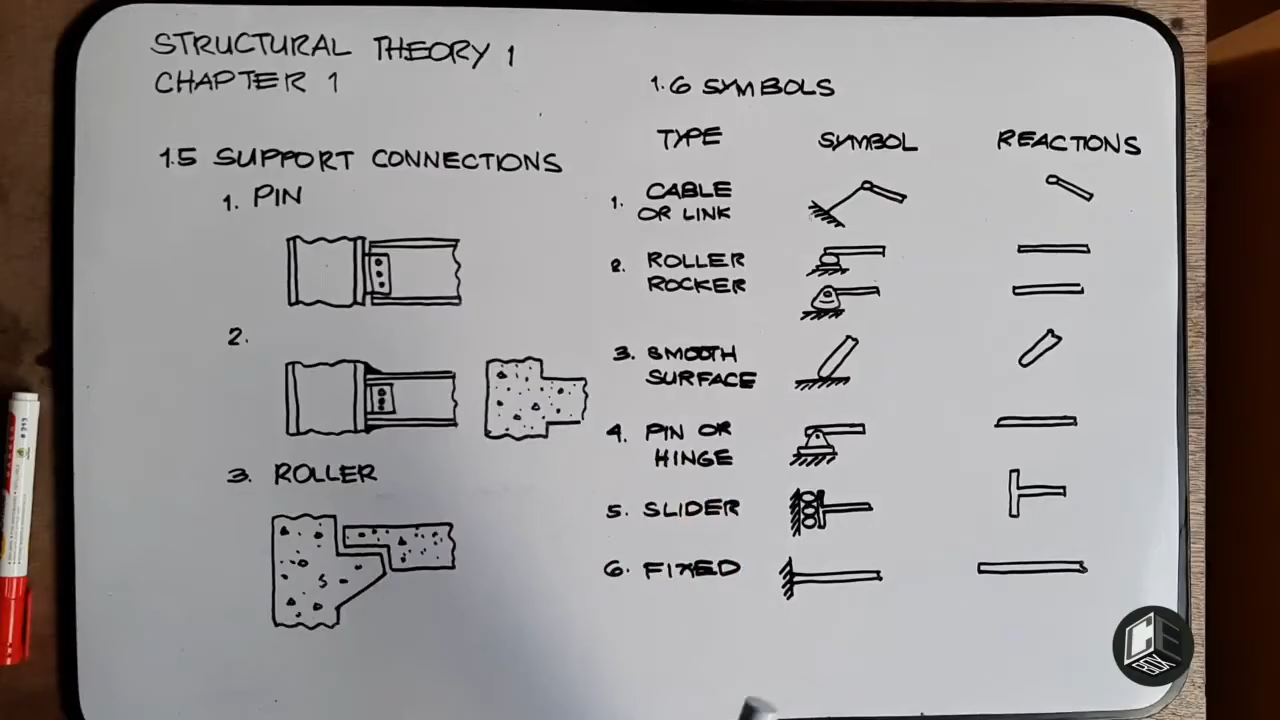 STRUCTURAL THEORY 1
CHAPTER 1
1.5 SUPPORT CONNECTIONS
1. PIN
2.
3. ROLLER
1.6 SYMBOLS
TYPE SYMBOL REACTIONS
1. CABLE
OR LINK
2. ROLLER
ROCKER
3. SMOOTH
SURFACE
4. PIN OR
HINGE
5. SLIDER
6. FIXED
CE
BOX